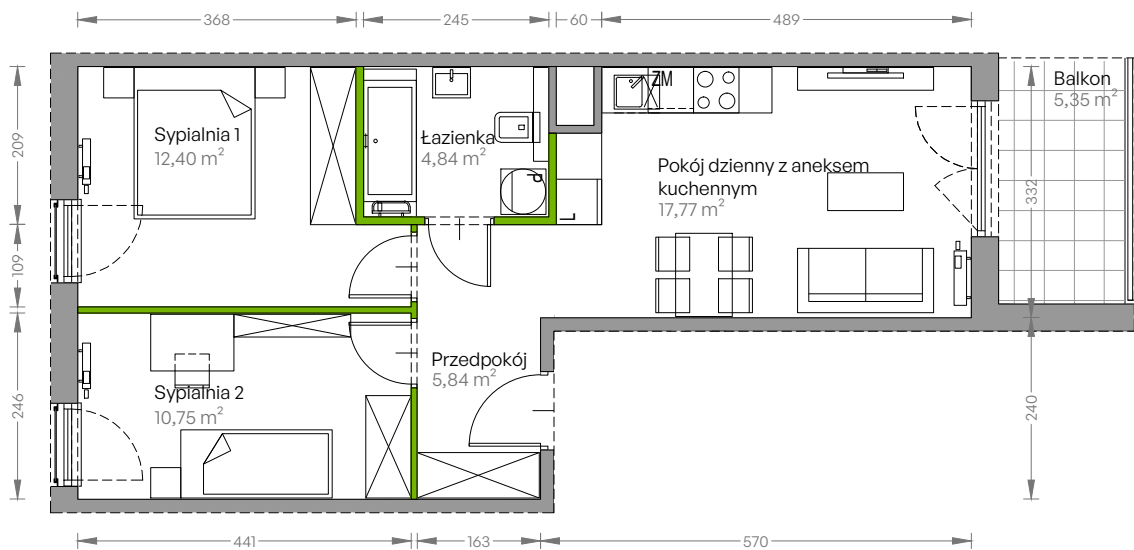 368
245
60
489
209
109
246
Sypialnia 1
12,40 m²
Łazienka
4,84 m²
P
ZM
L
Pokój dzienny z aneksem
kuchennym
17,77 m²
Balkon
5,35 m²
332
240
Sypialnia 2
10,75 m²
Przedpokój
5,84 m²
441
163
570